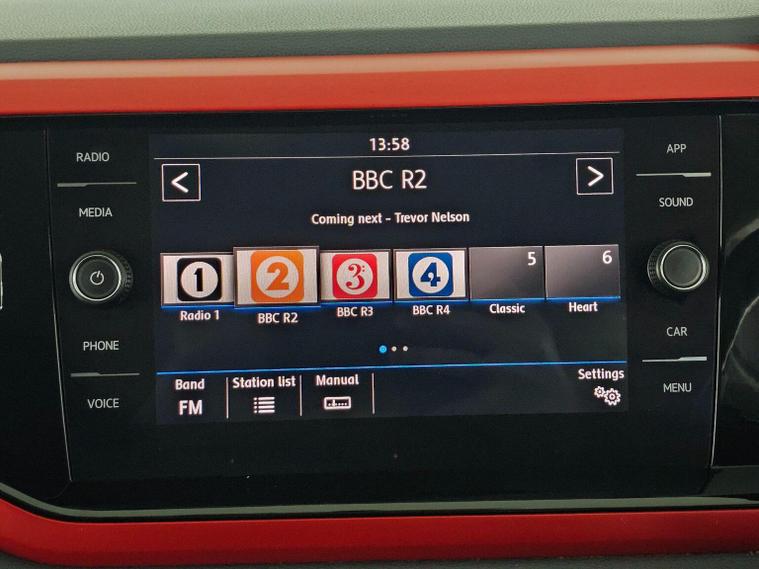 13:58
RADIO
APP
BBC R2
MEDIA
SOUND
Coming next - Trevor Nelson
1 2 3 4 5 6
Radio 1 BBC R2 BBC R3 BBC R4 Classic Heart
PHONE
CAR
Band Station list Manual Settings
FM
VOICE
MENU